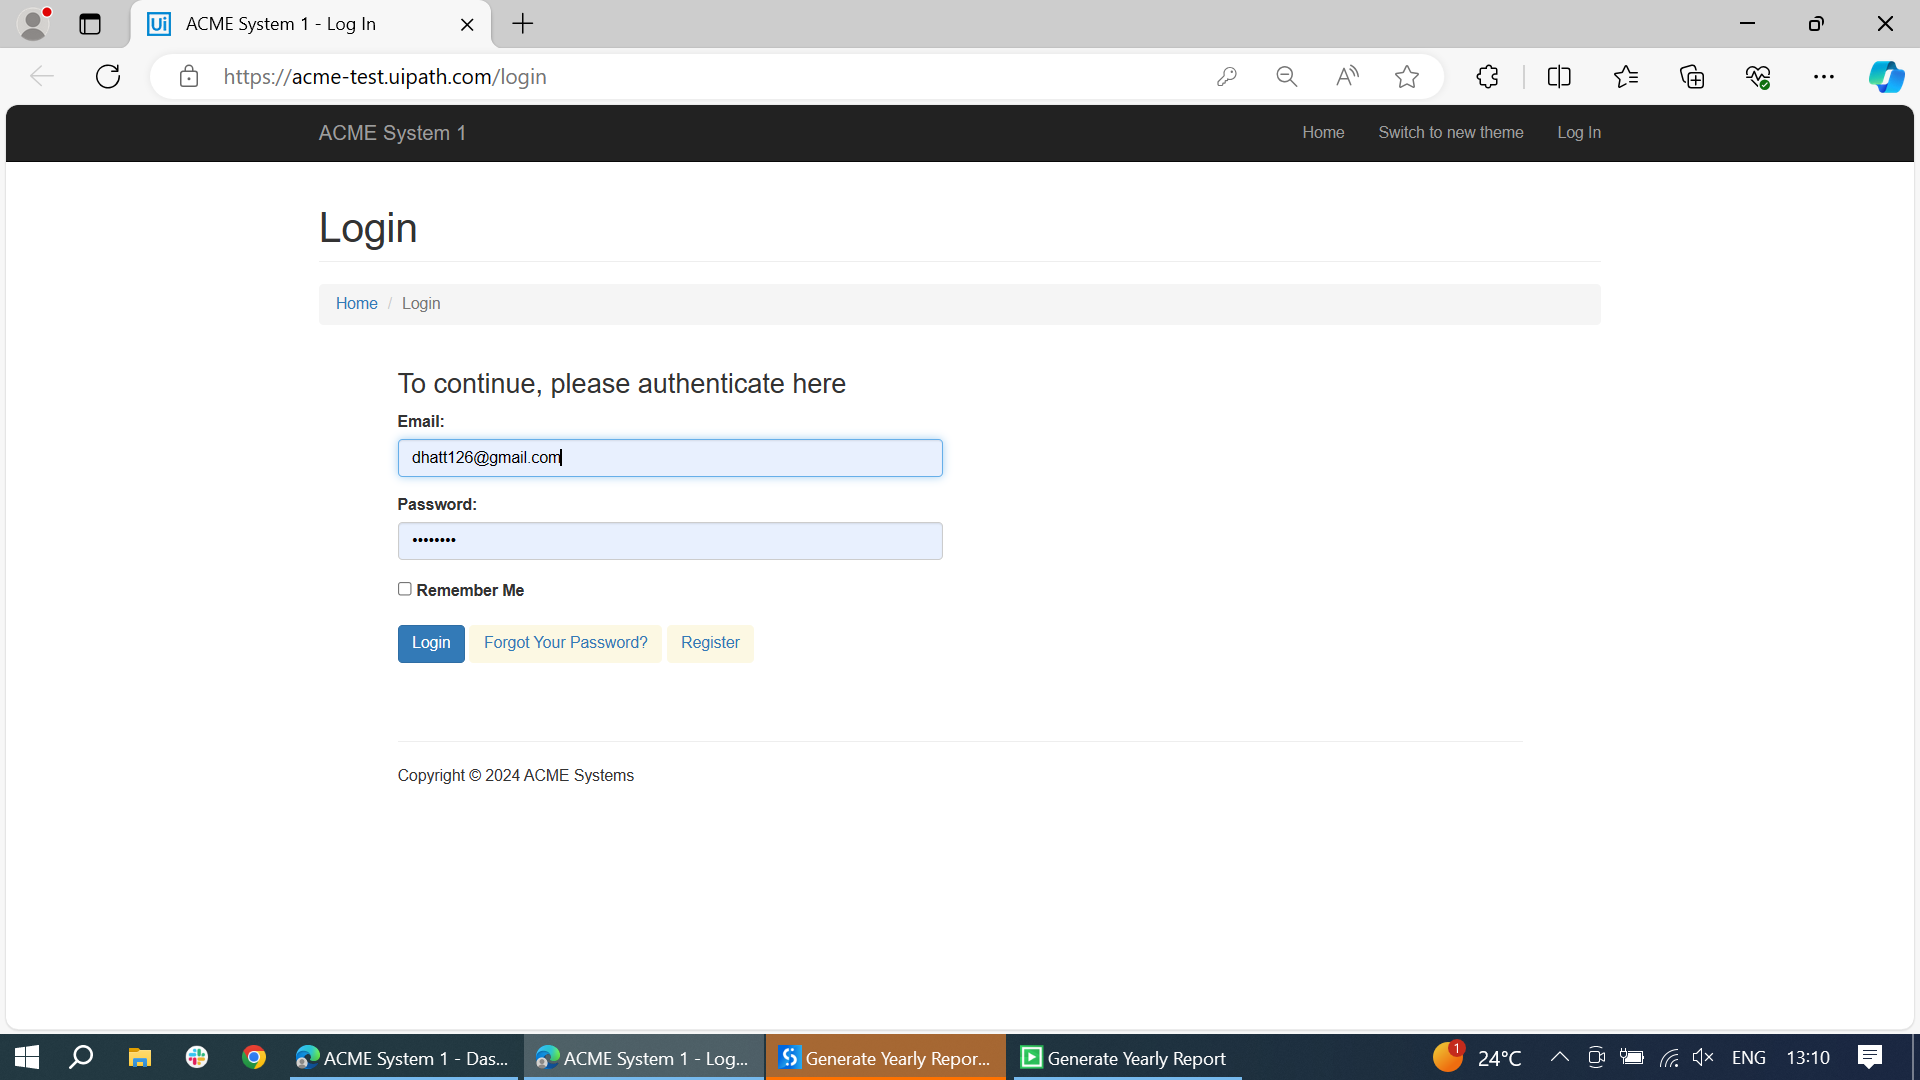 ACME System 1 - Log In
https://acme-test.uipath.com/login
ACME System 1
Home
Switch to new theme
Log In
Login
Home / Login
To continue, please authenticate here
Email:
dhatt126@gmail.com
Password:
••••••••
Remember Me
Login
Forgot Your Password?
Register
Copyright © 2024 ACME Systems
ACME System 1 - Das...
ACME System 1 - Log...
Generate Yearly Repor...
Generate Yearly Report
1
24°C
ENG
13:10